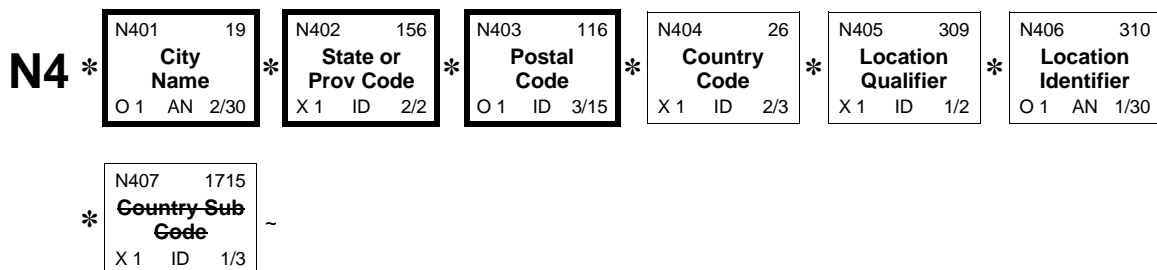 N401 19 N402 156 N403 116 N404 26 N405 309 N406 310
N4 * City Name * State or Prov Code * Postal Code * Country Code * Location Qualifier * Location Identifier
O 1 AN 2/30 X 1 ID 2/2 O 1 ID 3/15 X 1 ID 2/3 X 1 ID 1/2 O 1 AN 1/30
N407 1715
* Country Sub
Code ~
X 1 ID 1/3